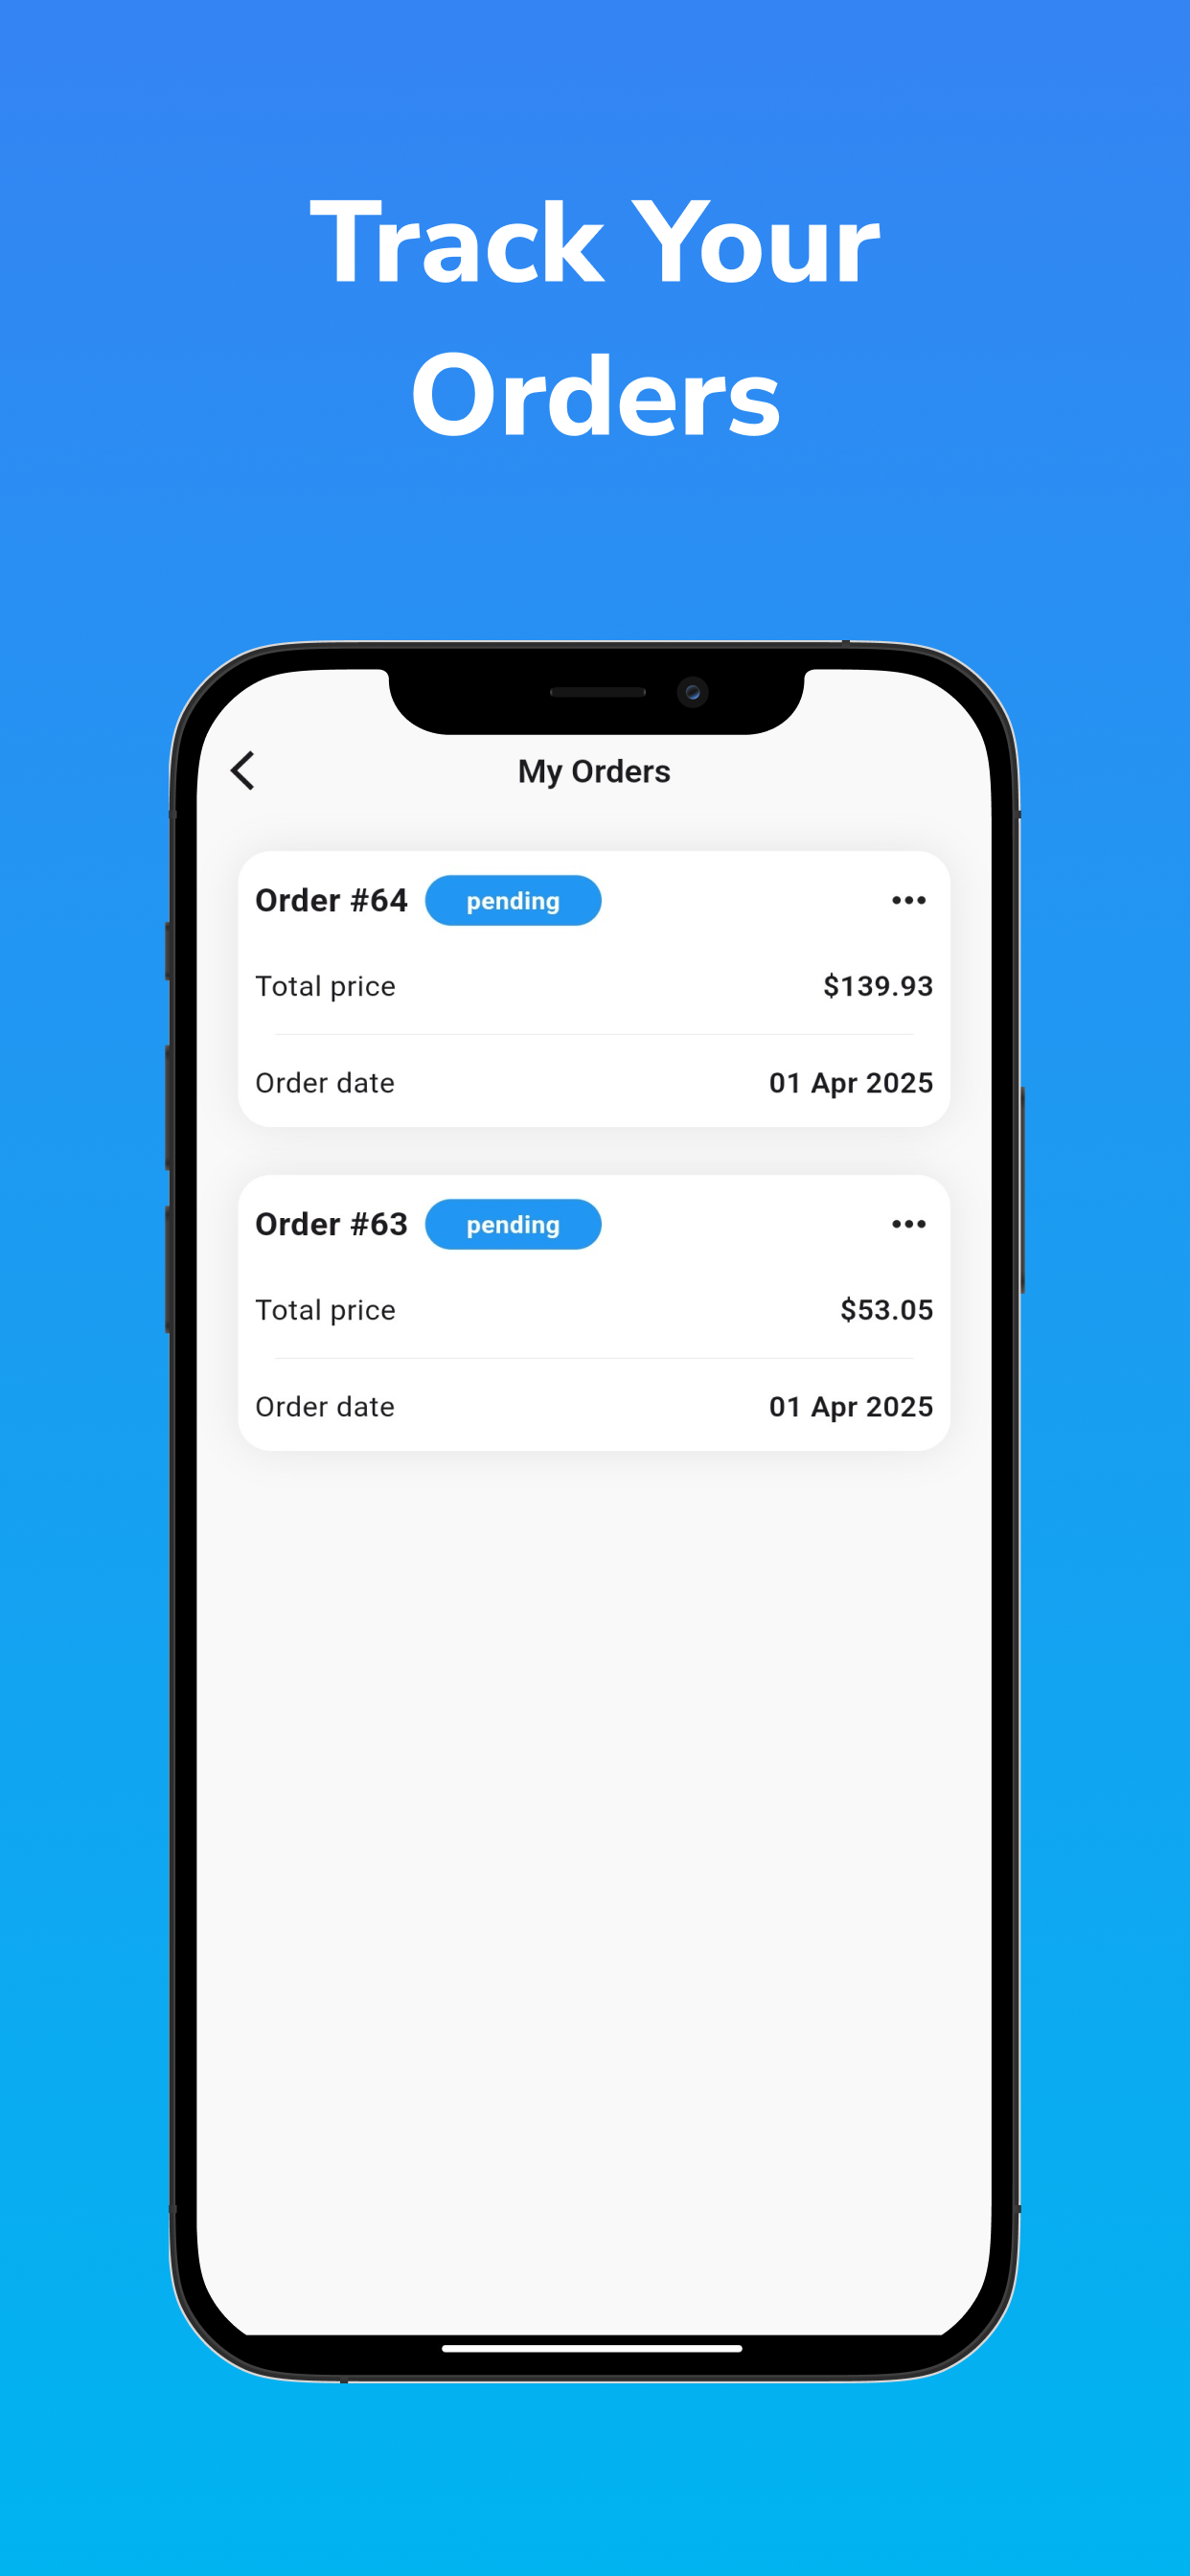 Track Your
Orders
My Orders
Order #64 pending
Total price $139.93
Order date 01 Apr 2025
Order #63 pending
Total price $53.05
Order date 01 Apr 2025